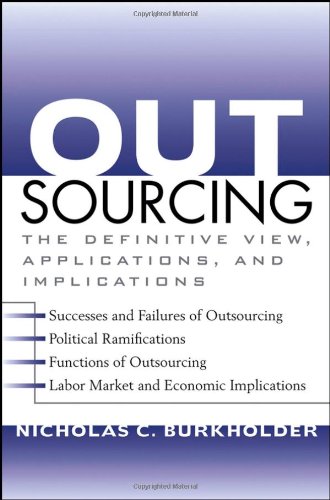 OUT
SOURCING
THE DEFINITIVE VIEW,
APPLICATIONS, AND
IMPLICATIONS
Successes and Failures of Outsourcing
Political Ramifications
Functions of Outsourcing
Labor Market and Economic Implications
NICHOLAS C. BURKHOLDER